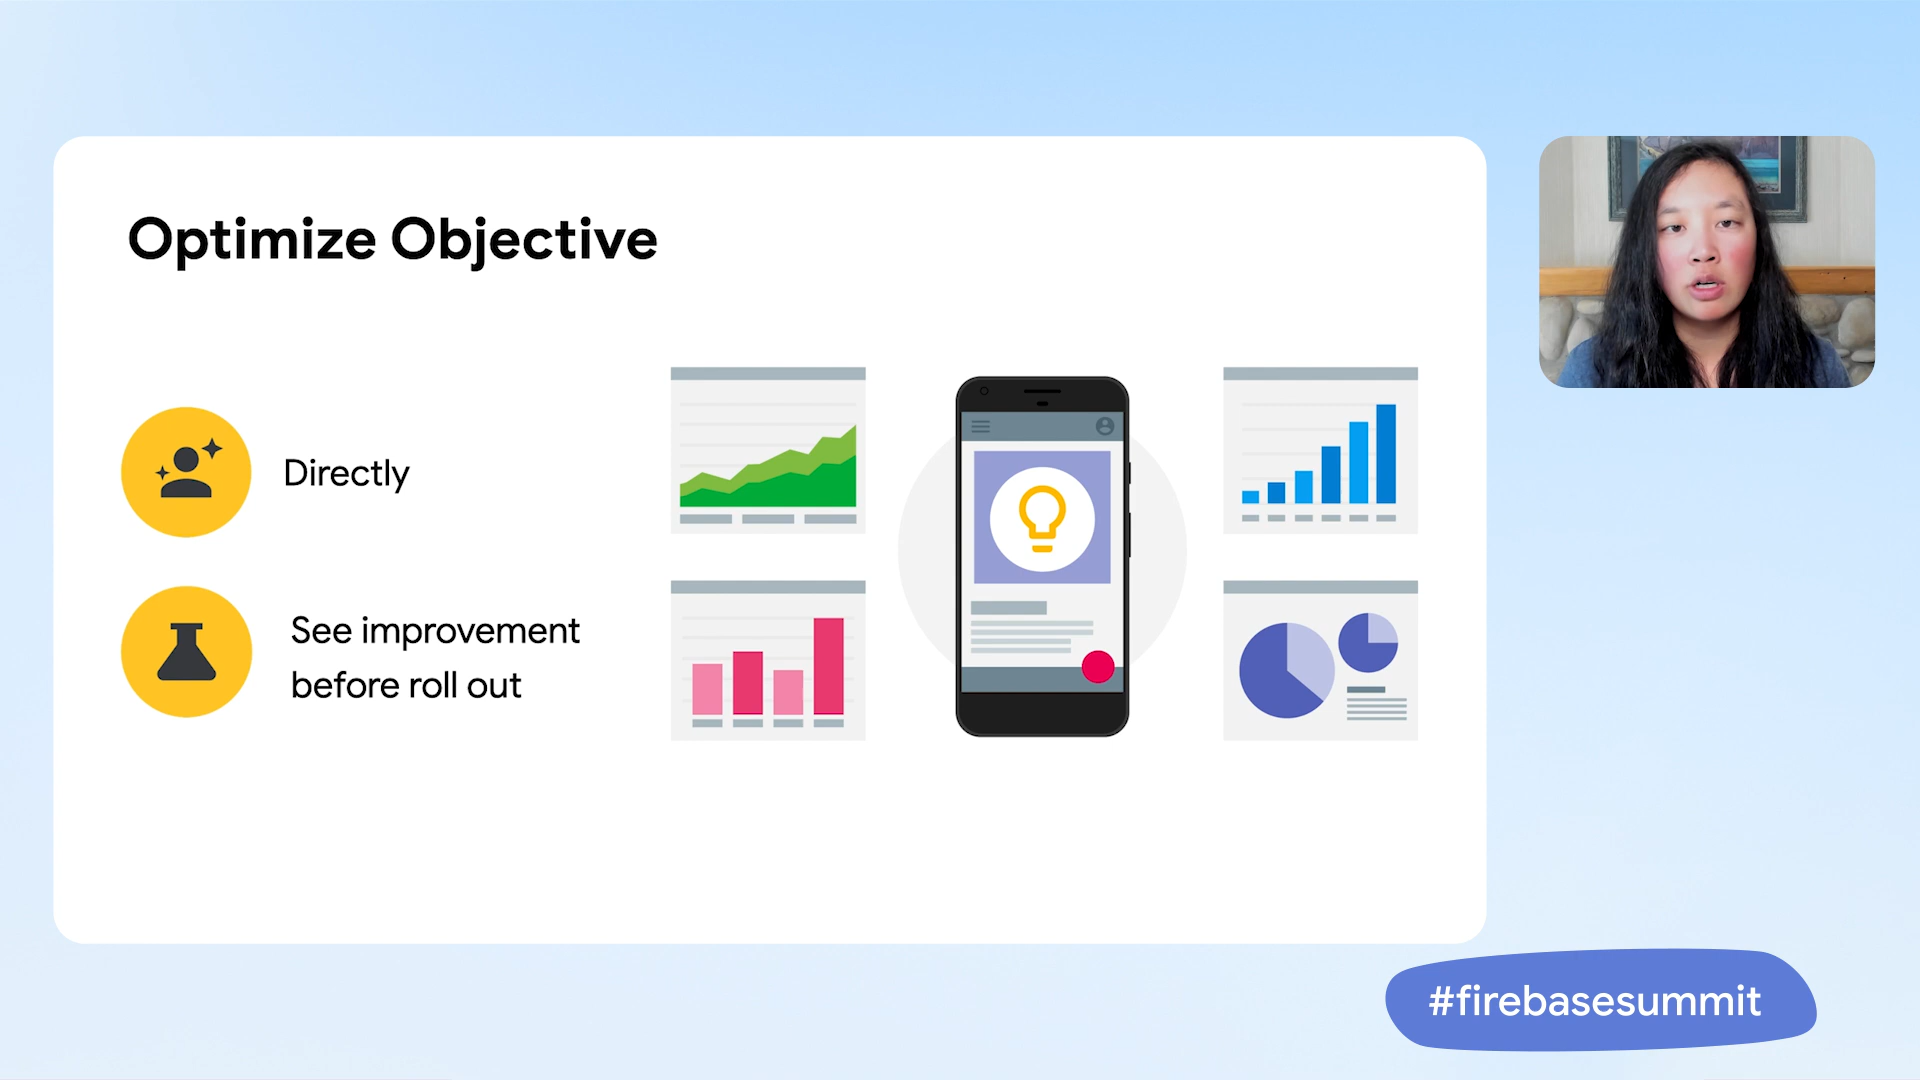 Optimize Objective
Directly
See improvement
before roll out
#firebasesummit